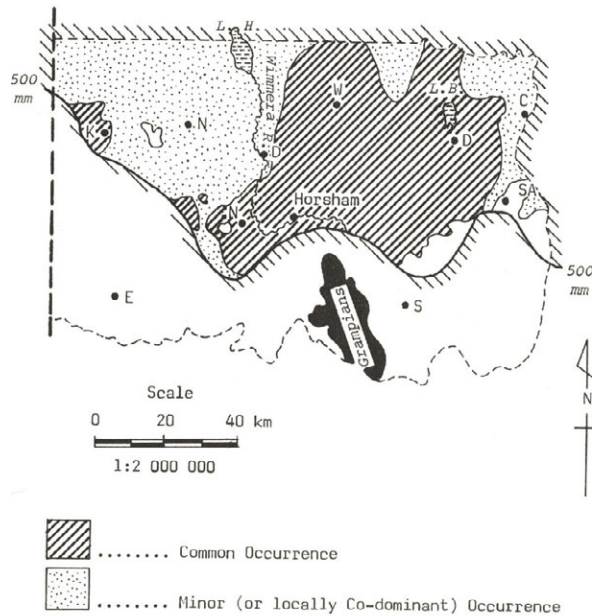 L. H
500
mm
Wimmera R.
W
L.B
C
K
N
D
D
SA
Horsham
N
500
mm
E
S
Grampians
Scale
0 20 40 km
1:2 000 000
N
........ Common Occurrence
........ Minor (or locally Co-dominant) Occurrence